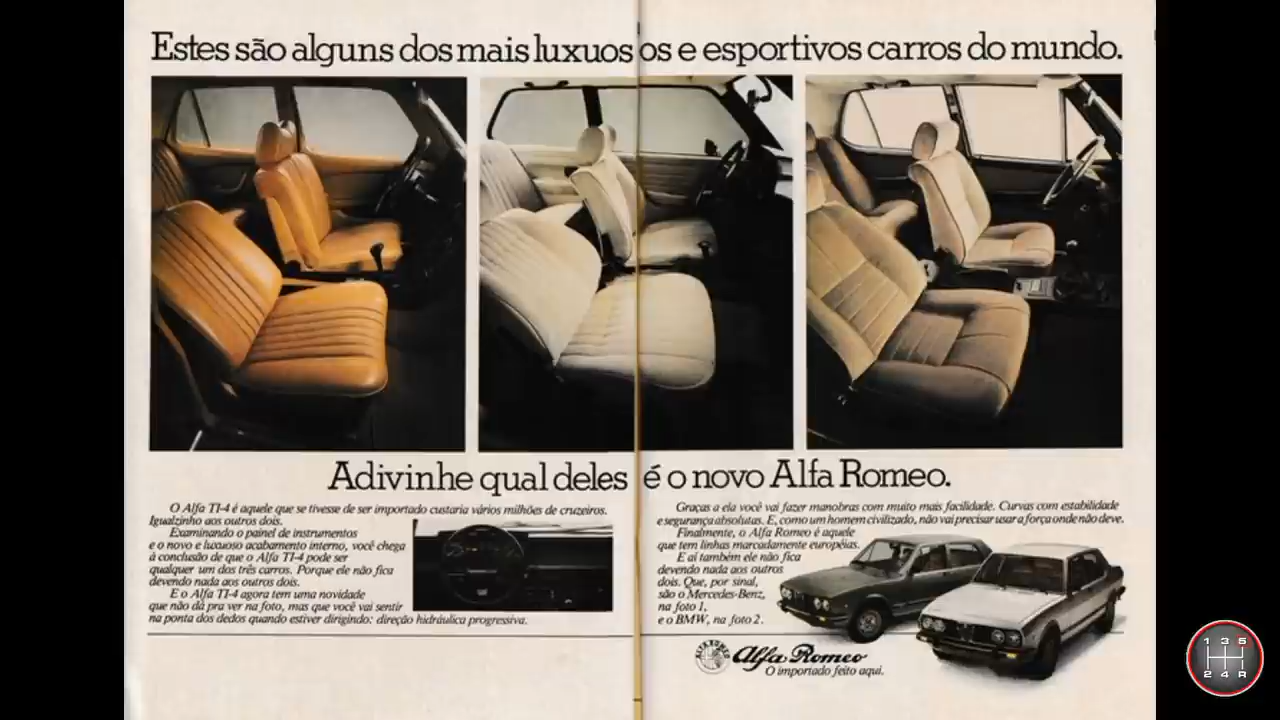 Estes são alguns dos mais luxuosos e esportivos carros do mundo.
Adivinhe qual deles é o novo Alfa Romeo.
O Alfa TI-4 é aquele que se tivesse de ser importado custaria vários milhões de cruzeiros.
Igualzinho aos outros dois.
Examinando o painel de instrumentos
e o novo e luxuoso acabamento interno, você chega
à conclusão de que o Alfa TI-4 pode ser
qualquer um dos três carros. Porque ele não fica
devendo nada aos outros dois.
E o Alfa TI-4 agora tem uma novidade
que não dá pra ver na foto, mas que você vai sentir
na ponta dos dedos quando estiver dirigindo: direção hidráulica progressiva.
Graças a ela você vai fazer manobras com muito mais facilidade. Curvas com estabilidade
e segurança absolutas. E, como um homem civilizado, não vai precisar usar a força onde não deve.
Finalmente, o Alfa Romeo é aquele
que tem linhas marcadamente européias.
E aí também ele não fica
devendo nada aos outros
dois. Que, por sinal,
são o Mercedes-Benz,
na foto 1,
e o BMW, na foto 2.
ALFA ROMEO
Alfa Romeo
O importado feito aqui.
1 3 5
2 4 R